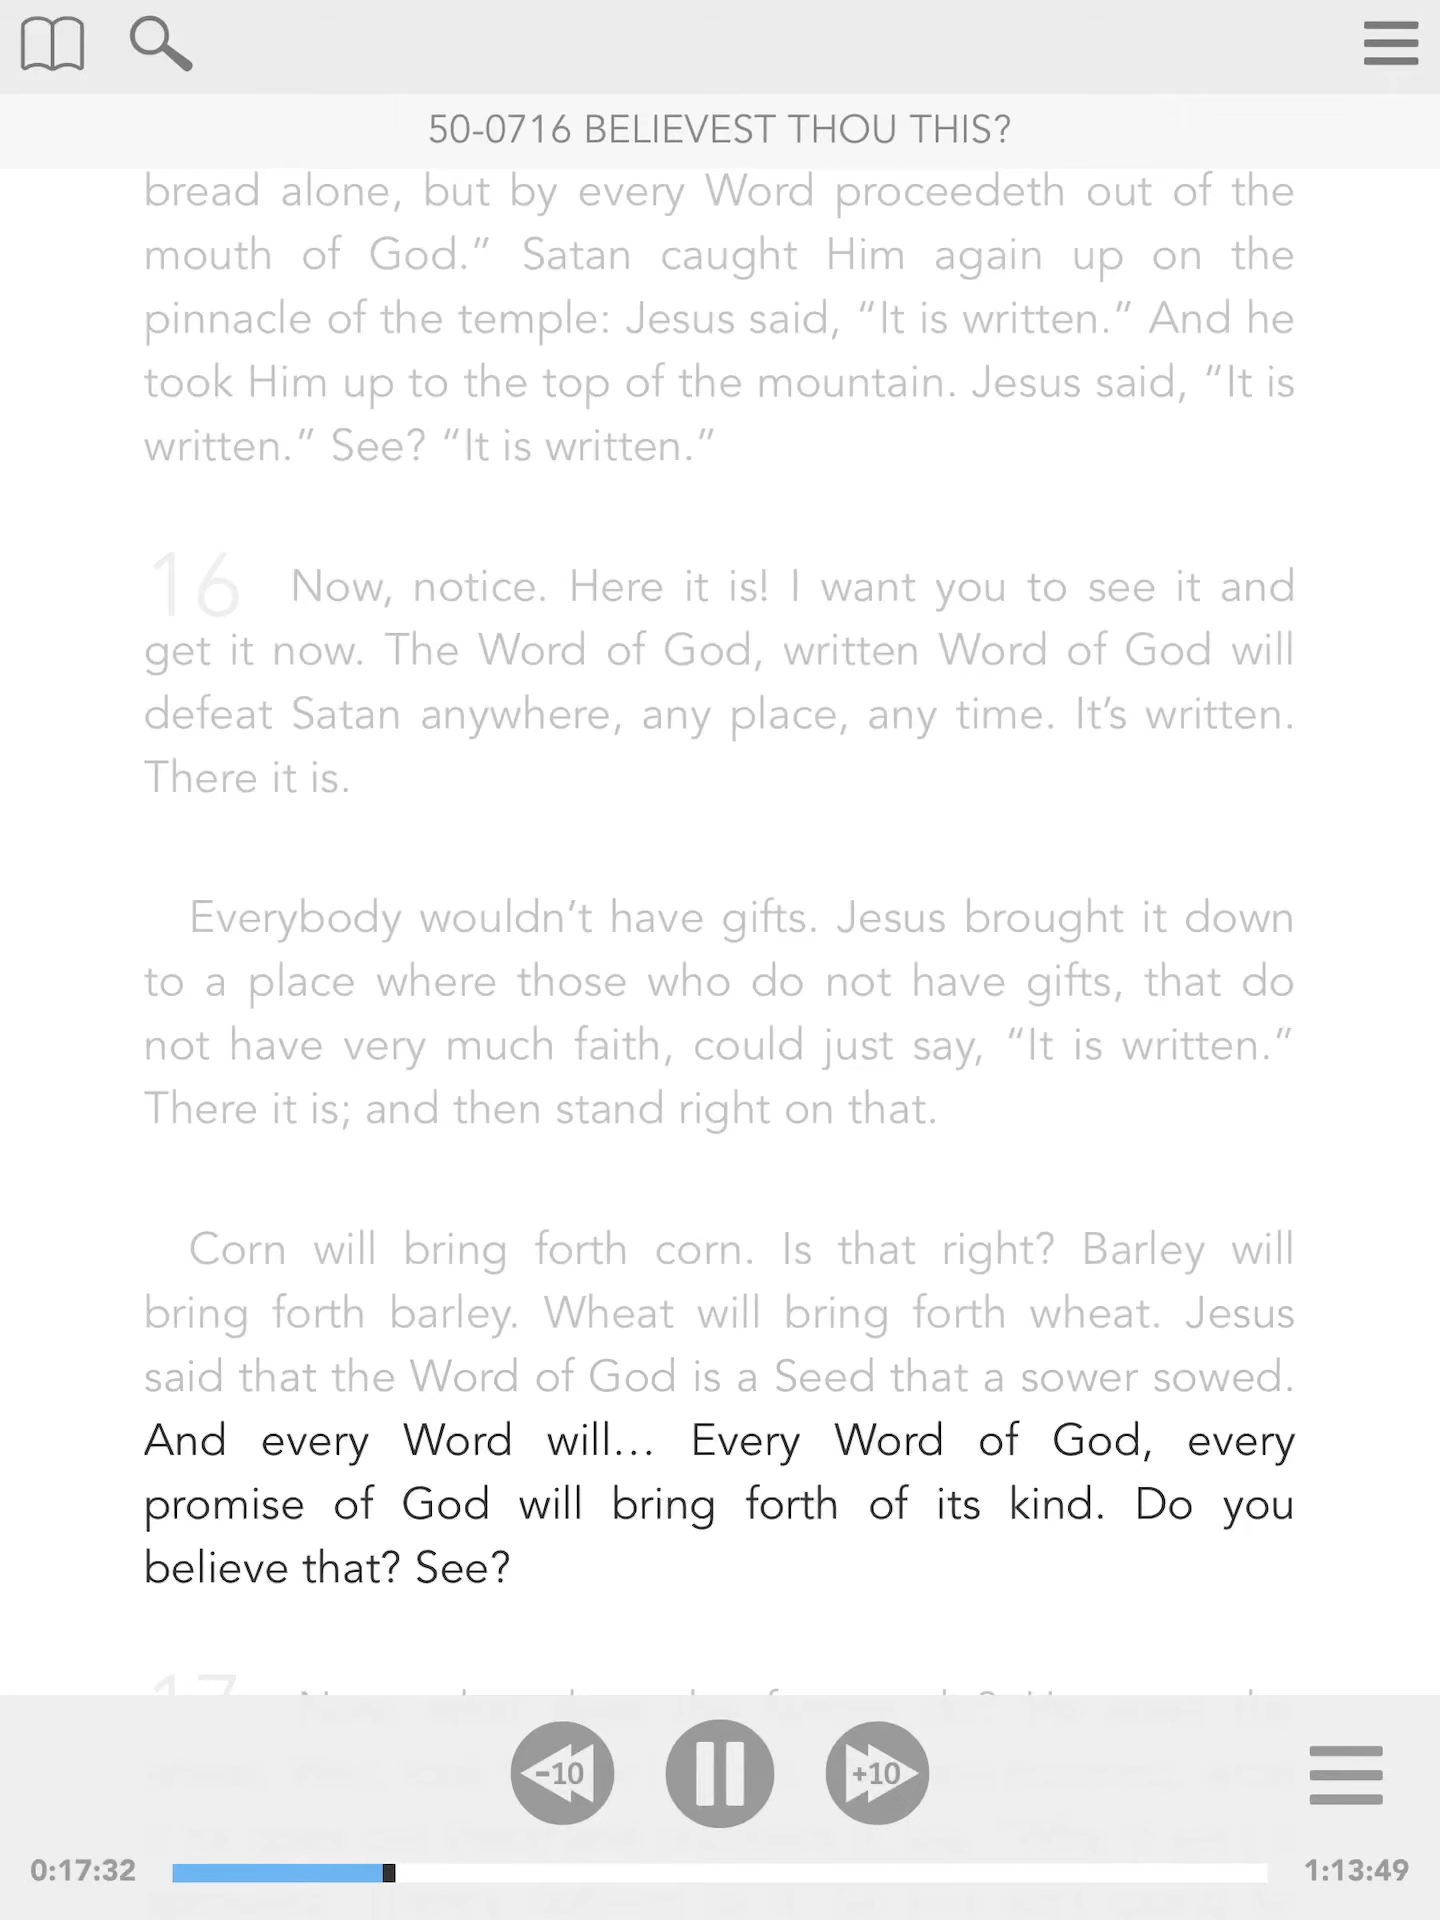 50-0716 BELIEVEST THOU THIS?
bread alone, but by every Word proceedeth out of the
mouth of God.” Satan caught Him again up on the
pinnacle of the temple: Jesus said, “It is written.” And he
took Him up to the top of the mountain. Jesus said, “It is
written.” See? “It is written.”
16 Now, notice. Here it is! I want you to see it and
get it now. The Word of God, written Word of God will
defeat Satan anywhere, any place, any time. It’s written.
There it is.
Everybody wouldn’t have gifts. Jesus brought it down
to a place where those who do not have gifts, that do
not have very much faith, could just say, “It is written.”
There it is; and then stand right on that.
Corn will bring forth corn. Is that right? Barley will
bring forth barley. Wheat will bring forth wheat. Jesus
said that the Word of God is a Seed that a sower sowed.
And every Word will… Every Word of God, every
promise of God will bring forth of its kind. Do you
believe that? See?
17
-10 +10
0:17:32 1:13:49